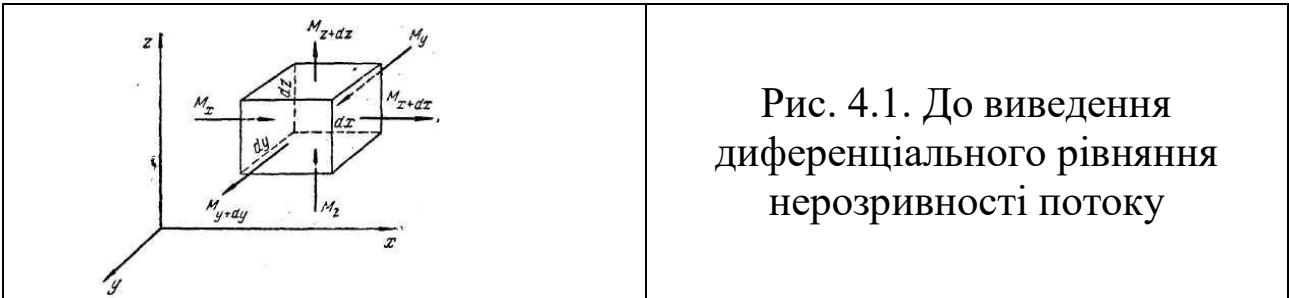 z
M_{z+dz}
M_y
M_x
dz
M_{x+dx}
dx
dy
M_{y+dy}
M_z
x
y
Рис. 4.1. До виведення
диференціального рівняння
нерозривності потоку